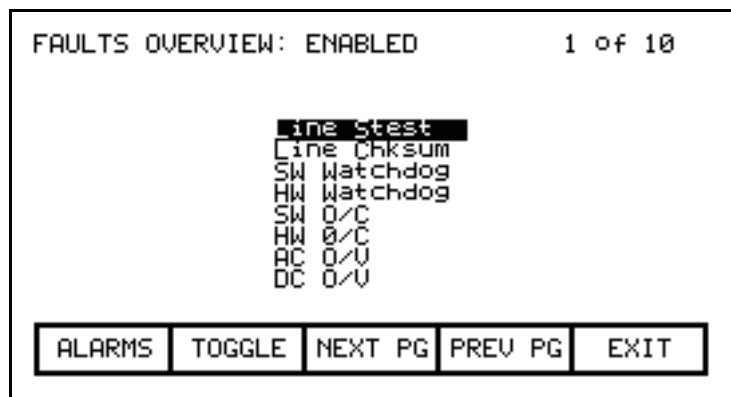 FAULTS OVERVIEW: ENABLED 1 of 10
Line Stest
Line Chksum
SW Watchdog
HW Watchdog
SW O/C
HW 0/C
AC O/V
DC O/V
ALARMS TOGGLE NEXT PG PREV PG EXIT